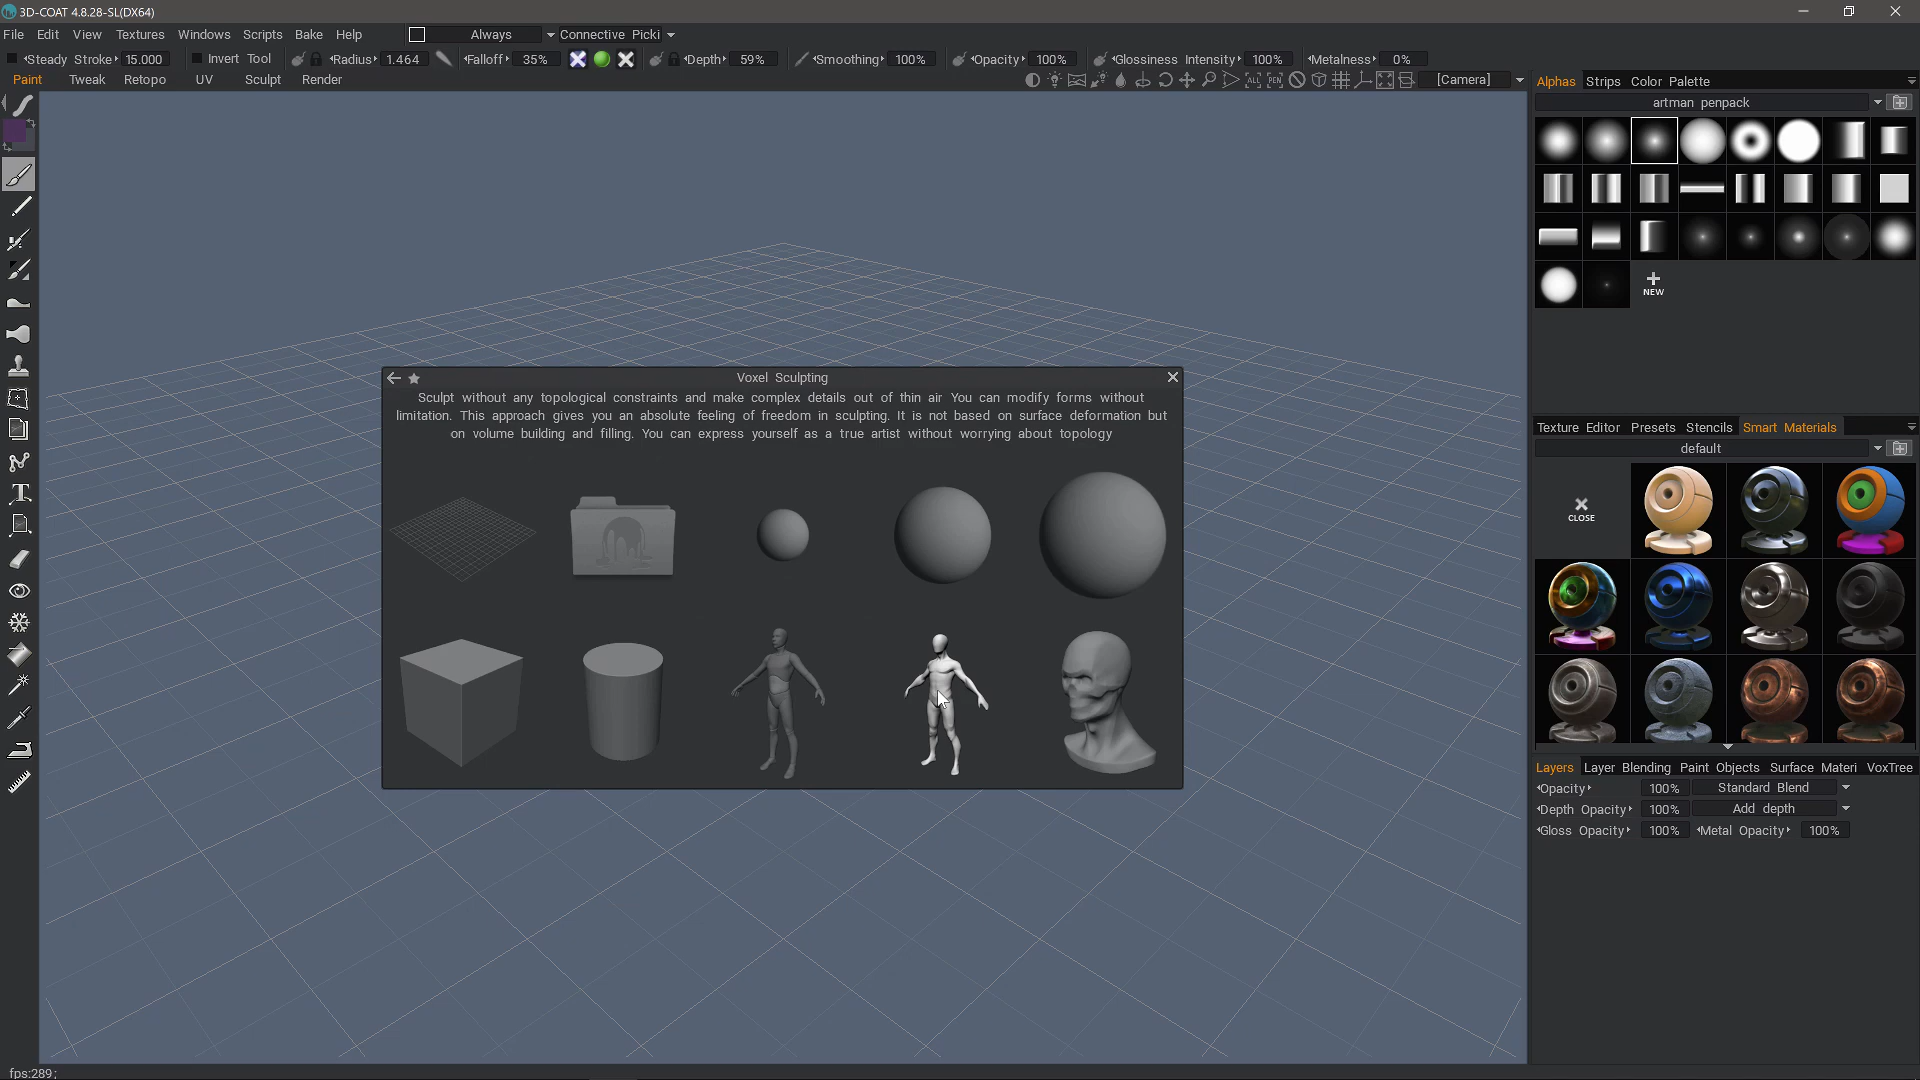 3D-COAT 4.8.28-SL(DX64)
File Edit View Textures Windows Scripts Bake Help Always Connective Picki
Steady Stroke 15.000 Invert Tool Radius 1.464 Falloff 35% Depth 59% Smoothing 100% Opacity 100% Glossiness Intensity 100% Metalness 0%
Paint Tweak Retopo UV Sculpt Render ALL PEN [Camera]
Alphas Strips Color Palette
artman penpack
NEW
Voxel Sculpting
Sculpt without any topological constraints and make complex details out of thin air You can modify forms without
limitation. This approach gives you an absolute feeling of freedom in sculpting. It is not based on surface deformation but
on volume building and filling. You can express yourself as a true artist without worrying about topology
Texture Editor Presets Stencils Smart Materials
default
CLOSE
Layers Layer Blending Paint Objects Surface Materi VoxTree
Opacity 100% Standard Blend
Depth Opacity 100% Add depth
Gloss Opacity 100% Metal Opacity 100%
fps:289;